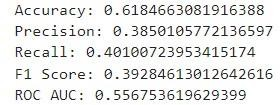 Accuracy: 0.6184663081916388
Precision: 0.3850105772136597
Recall: 0.40100723953415174
F1 Score: 0.39284613012642616
ROC AUC: 0.556753619629399